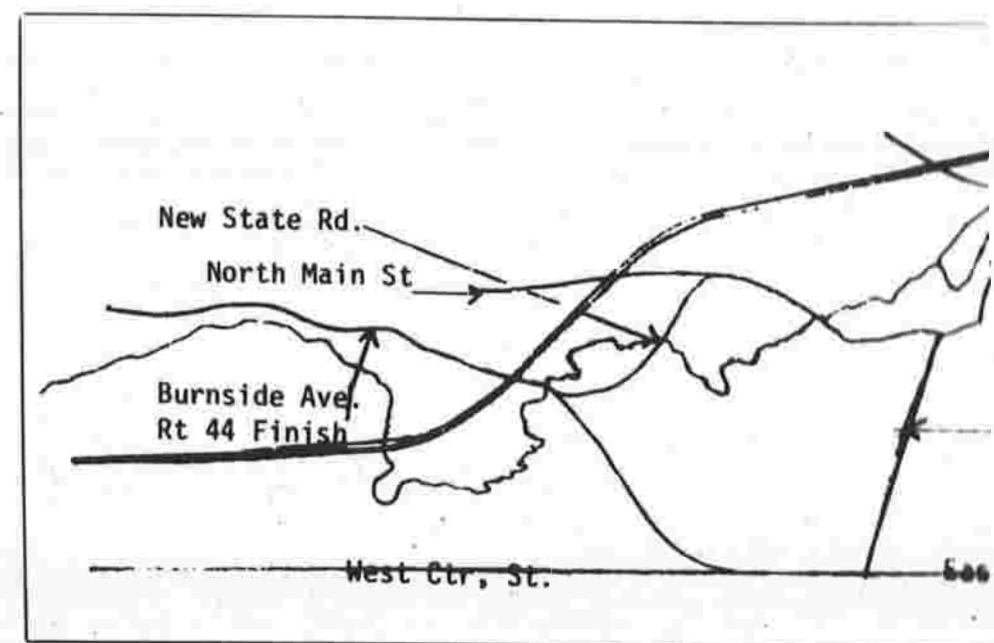 New State Rd.
North Main St
Burnside Ave.
Rt 44 Finish
West Ctr, St.